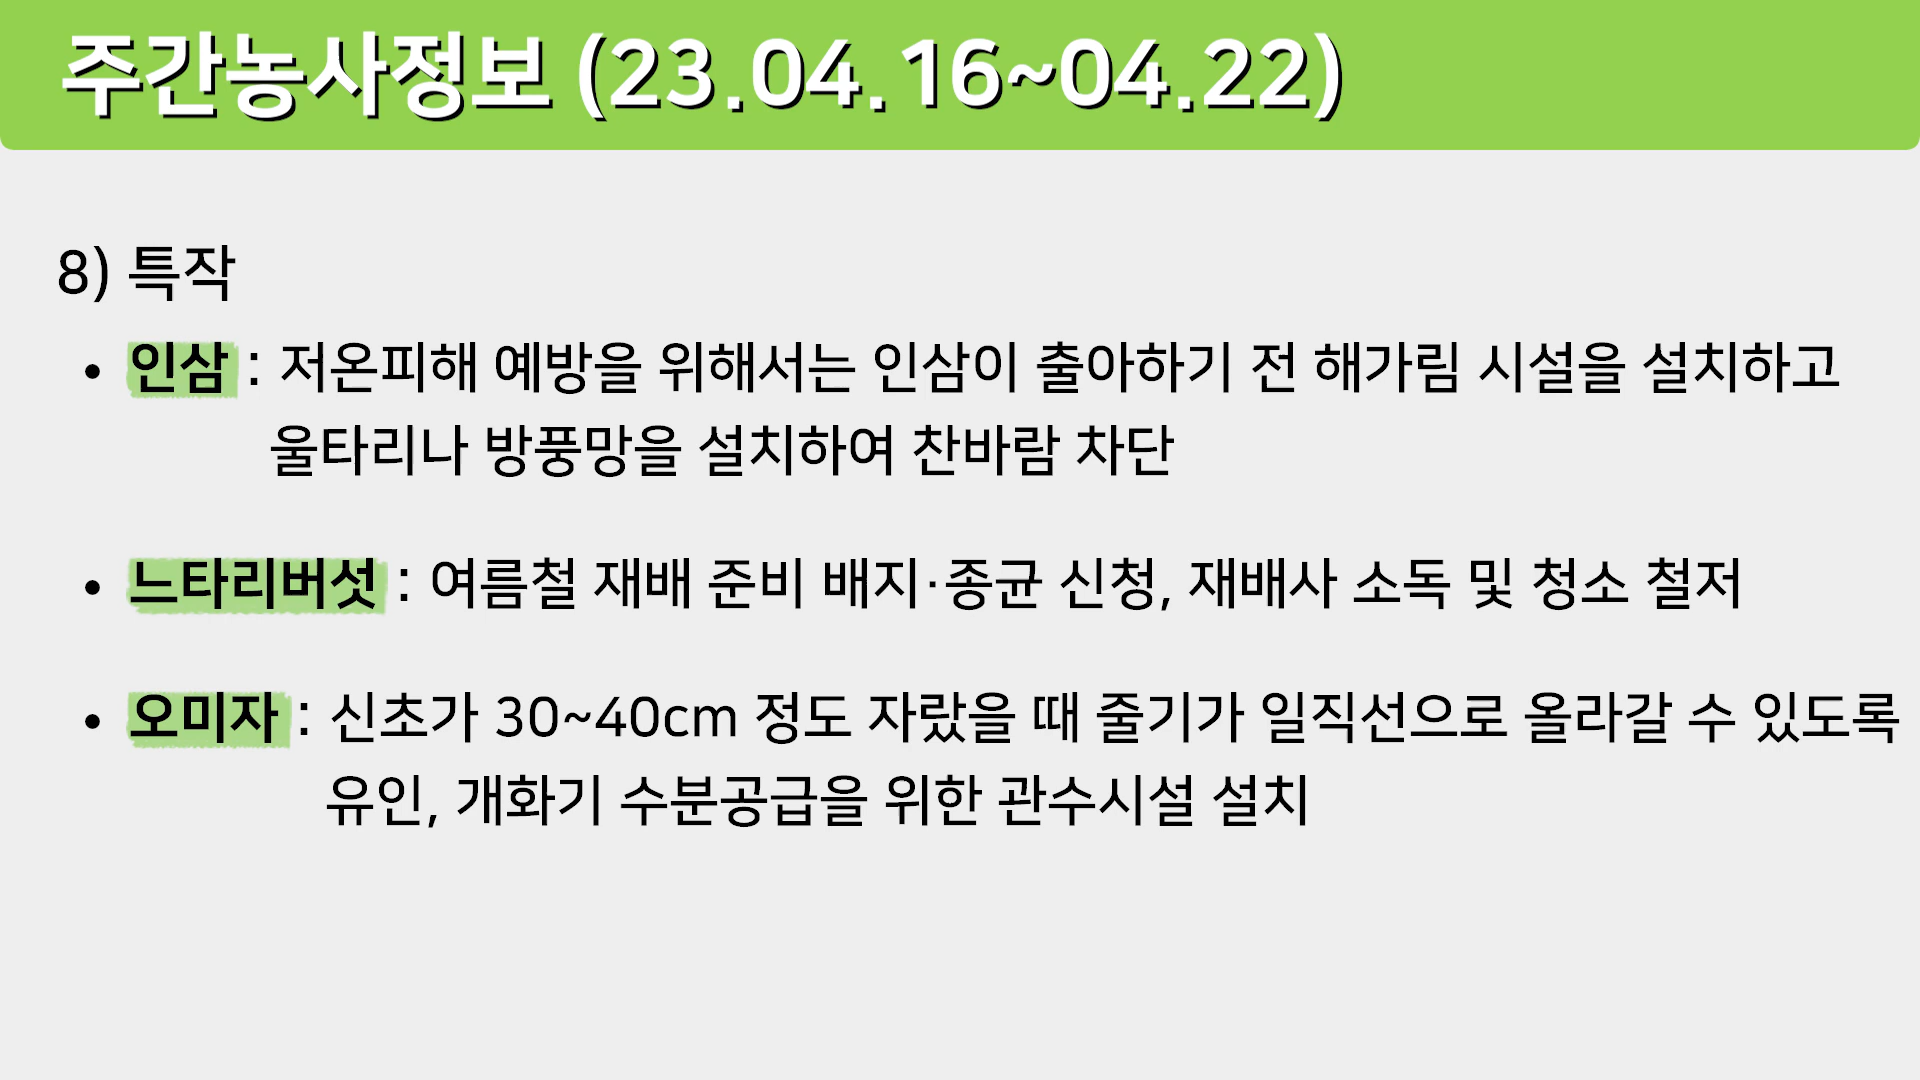 주간농사정보 (23.04.16~04.22)
8) 특작
• 인삼 : 저온피해 예방을 위해서는 인삼이 출아하기 전 해가림 시설을 설치하고
울타리나 방풍망을 설치하여 찬바람 차단
• 느타리버섯 : 여름철 재배 준비 배지·종균 신청, 재배사 소독 및 청소 철저
• 오미자 : 신초가 30~40cm 정도 자랐을 때 줄기가 일직선으로 올라갈 수 있도록
유인, 개화기 수분공급을 위한 관수시설 설치